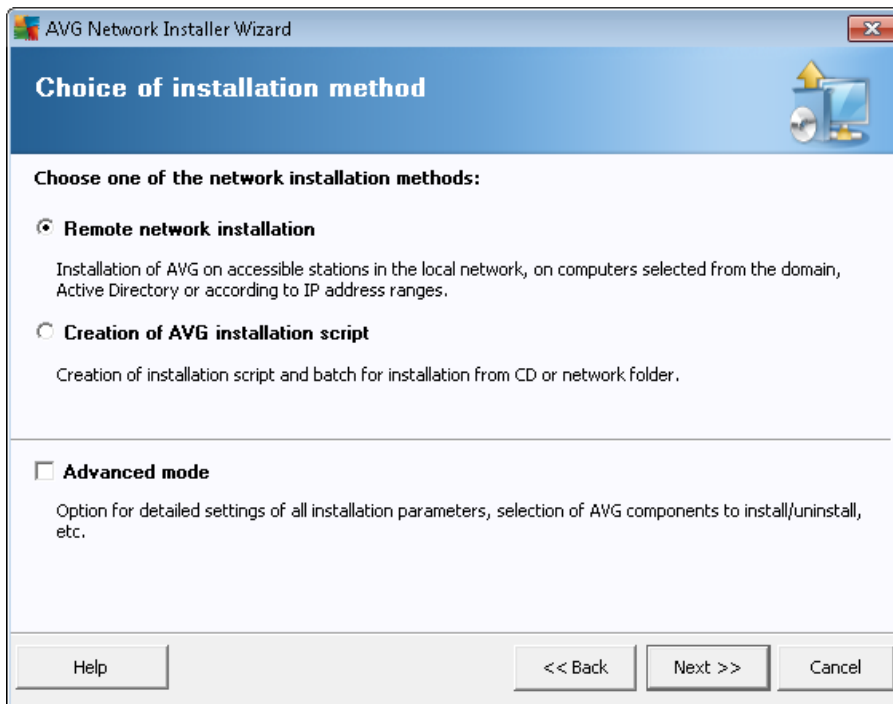 AVG Network Installer Wizard
Choice of installation method
Choose one of the network installation methods:
Remote network installation
Installation of AVG on accessible stations in the local network, on computers selected from the domain,
Active Directory or according to IP address ranges.
Creation of AVG installation script
Creation of installation script and batch for installation from CD or network folder.
Advanced mode
Option for detailed settings of all installation parameters, selection of AVG components to install/uninstall,
etc.
Help
<< Back
Next >>
Cancel